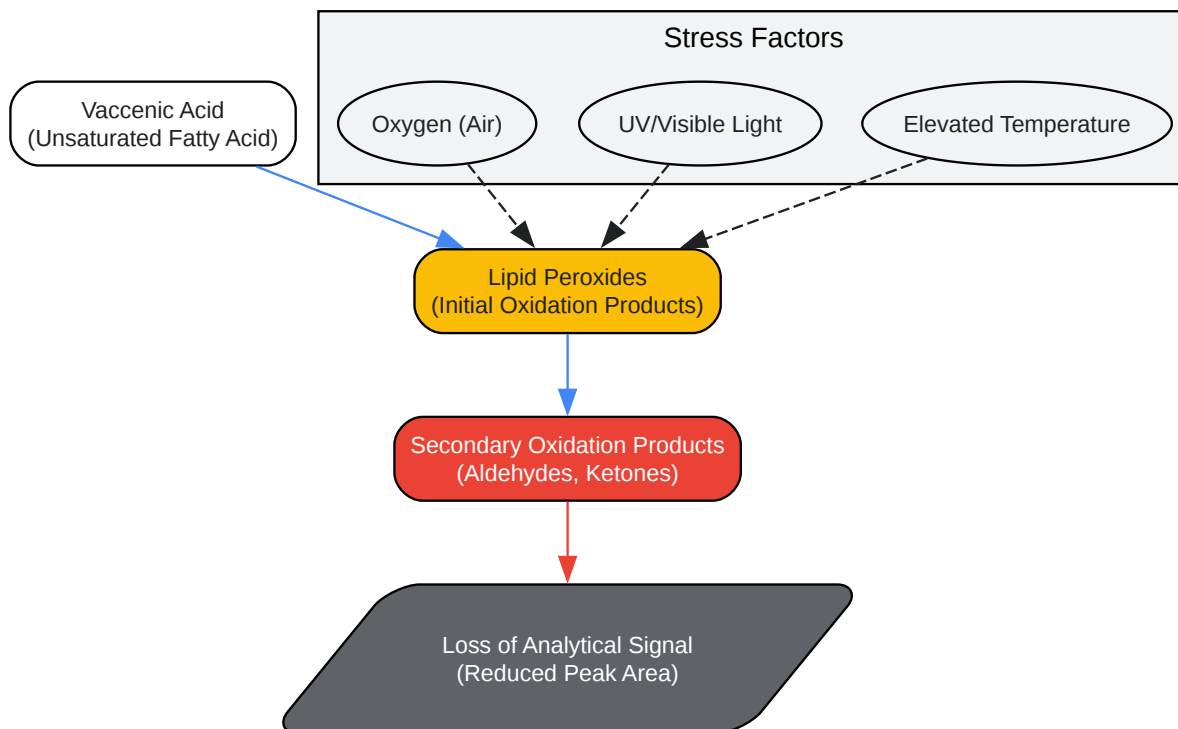 Stress Factors
Vaccenic Acid
(Unsaturated Fatty Acid)
Oxygen (Air)
UV/Visible Light
Elevated Temperature
Lipid Peroxides
(Initial Oxidation Products)
Secondary Oxidation Products
(Aldehydes, Ketones)
Loss of Analytical Signal
(Reduced Peak Area)